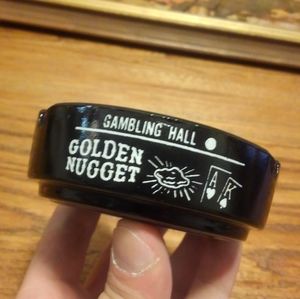 GAMBLING HALL
GOLDEN
NUGGET
A K